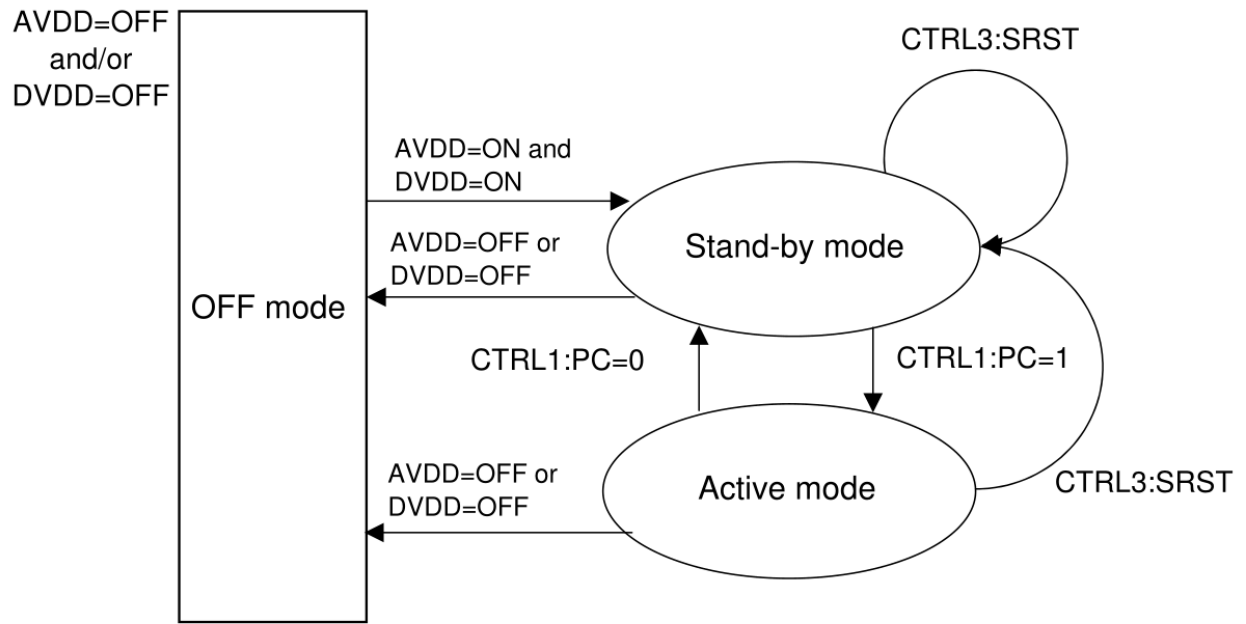 AVDD=OFF
and/or
DVDD=OFF
CTRL3:SRST
AVDD=ON and
DVDD=ON
AVDD=OFF or
DVDD=OFF
Stand-by mode
OFF mode
CTRL1:PC=0
CTRL1:PC=1
AVDD=OFF or
DVDD=OFF
Active mode
CTRL3:SRST